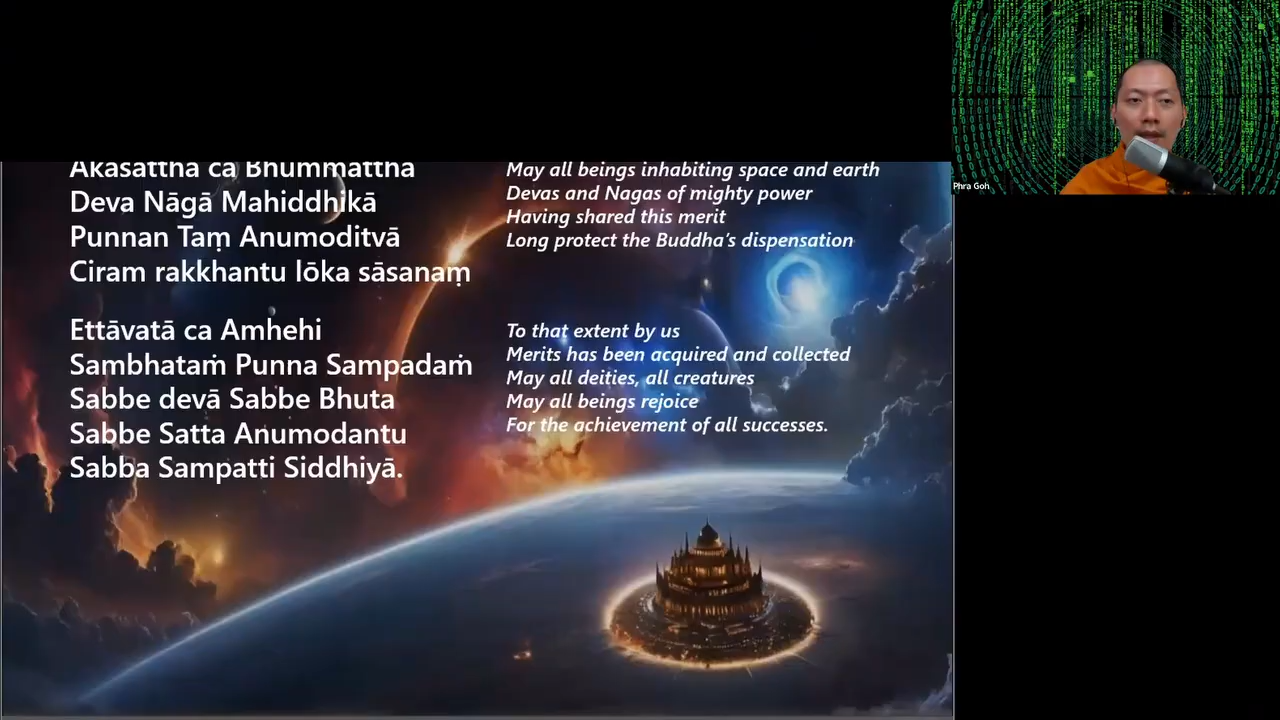 Akasattha ca Bhummattha
Deva Nāgā Mahiddhikā
Punnan Taṃ Anumoditvā
Ciram rakkhantu lōka sāsanaṃ
Ettāvatā ca Amhehi
Sambhataṁ Punna Sampadaṁ
Sabbe devā Sabbe Bhuta
Sabbe Satta Anumodantu
Sabba Sampatti Siddhiyā.
May all beings inhabiting space and earth
Devas and Nagas of mighty power
Having shared this merit
Long protect the Buddha's dispensation
To that extent by us
Merits has been acquired and collected
May all deities, all creatures
May all beings rejoice
For the achievement of all successes.
Phra Goh